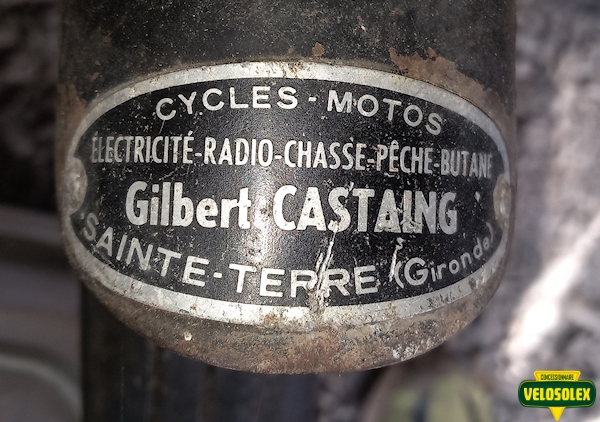 CYCLES - MOTOS
ÉLECTRICITÉ-RADIO-CHASSE-PÊCHE-BUTANE
Gilbert CASTAING
SAINTE-TERRE (Gironde)
CONCESSIONNAIRE
VELOSOLEX